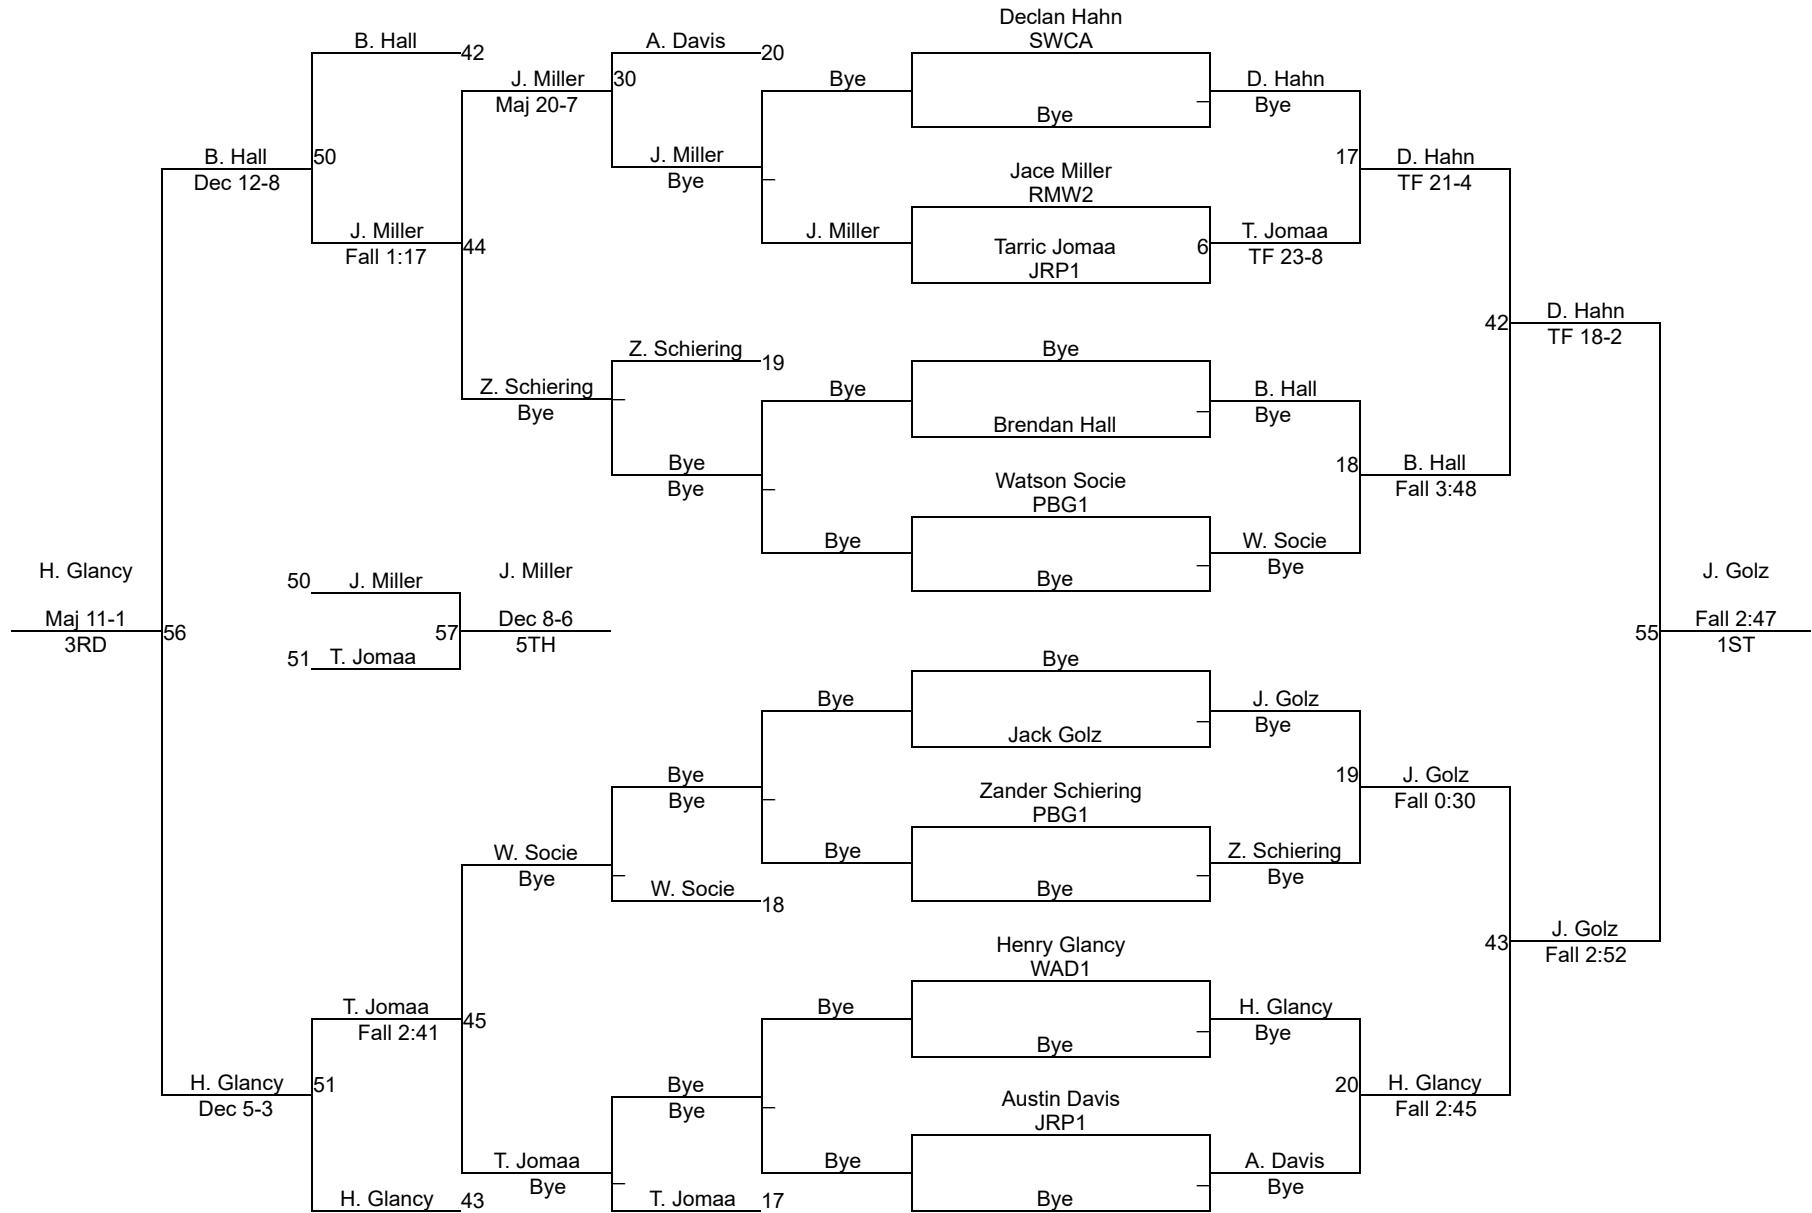 Declan Hahn
SWCA
B. Hall
42
A. Davis
20
J. Miller
30
Maj 20-7
Bye
D. Hahn
Bye
Bye
B. Hall
50
Dec 12-8
J. Miller
Bye
17
D. Hahn
TF 21-4
Jace Miller
RMW2
J. Miller
44
Fall 1:17
J. Miller
Tarric Jomaa
6
JRP1
T. Jomaa
TF 23-8
42
D. Hahn
TF 18-2
Z. Schiering
19
Bye
Z. Schiering
Bye
Bye
B. Hall
Bye
Brendan Hall
Bye
Bye
18
B. Hall
Fall 3:48
Watson Socie
PBG1
Bye
W. Socie
Bye
Bye
H. Glancy
Maj 11-1
3RD
56
50
J. Miller
51
T. Jomaa
57
J. Miller
Dec 8-6
5TH
J. Golz
55
Fall 2:47
1ST
Bye
Bye
J. Golz
Bye
Jack Golz
Bye
Bye
19
J. Golz
Fall 0:30
Zander Schiering
PBG1
W. Socie
Bye
Bye
Z. Schiering
Bye
Bye
W. Socie
18
Henry Glancy
WAD1
43
J. Golz
Fall 2:52
T. Jomaa
45
Fall 2:41
Bye
H. Glancy
Bye
Bye
H. Glancy
51
Dec 5-3
Bye
Bye
20
H. Glancy
Fall 2:45
Austin Davis
JRP1
T. Jomaa
Bye
Bye
A. Davis
Bye
Bye
H. Glancy
43
T. Jomaa
17